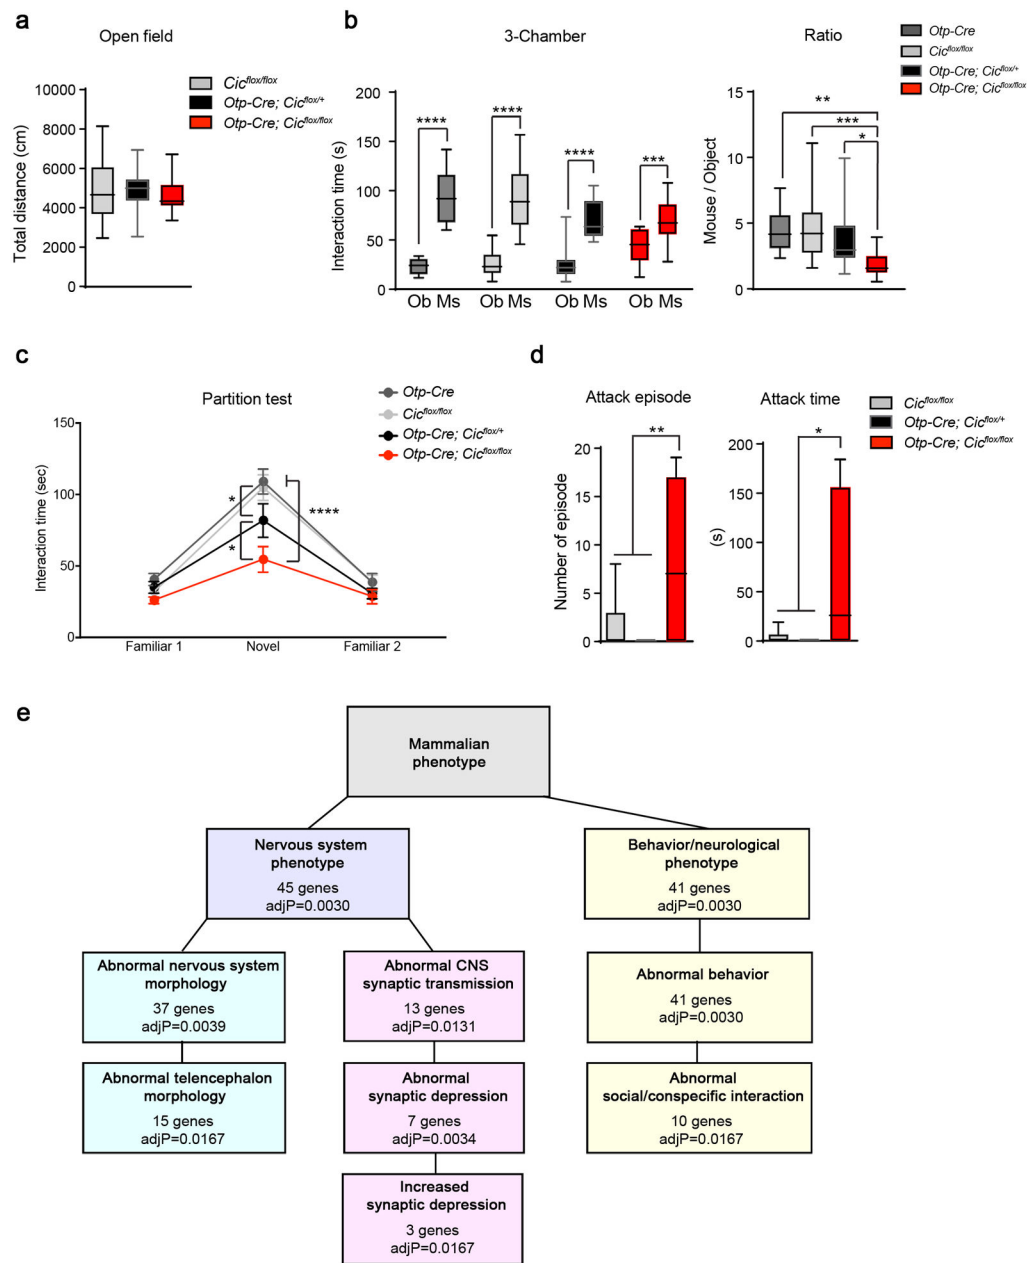 a
Open field
Total distance (cm)
10000
8000
6000
4000
2000
0
Cic^flox/flox
Otp-Cre; Cic^flox/+
Otp-Cre; Cic^flox/flox
b
3-Chamber
Interaction time (s)
200
150
100
50
0
****
****
****
***
Ob Ms
Ob Ms
Ob Ms
Ob Ms
Ratio
Mouse / Object
15
10
5
0
**
***
*
Otp-Cre
Cic^flox/flox
Otp-Cre; Cic^flox/+
Otp-Cre; Cic^flox/flox
c
Partition test
Interaction time (sec)
150
100
50
0
*
*
****
Familiar 1
Novel
Familiar 2
Otp-Cre
Cic^flox/flox
Otp-Cre; Cic^flox/+
Otp-Cre; Cic^flox/flox
d
Attack episode
Number of episode
20
15
10
5
0
**
Attack time
(s)
200
150
100
50
0
*
Cic^flox/flox
Otp-Cre; Cic^flox/+
Otp-Cre; Cic^flox/flox
e
Mammalian
phenotype
Nervous system
phenotype
45 genes
adjP=0.0030
Behavior/neurological
phenotype
41 genes
adjP=0.0030
Abnormal nervous system
morphology
37 genes
adjP=0.0039
Abnormal CNS
synaptic transmission
13 genes
adjP=0.0131
Abnormal behavior
41 genes
adjP=0.0030
Abnormal telencephalon
morphology
15 genes
adjP=0.0167
Abnormal
synaptic depression
7 genes
adjP=0.0034
Abnormal
social/conspecific interaction
10 genes
adjP=0.0167
Increased
synaptic depression
3 genes
adjP=0.0167